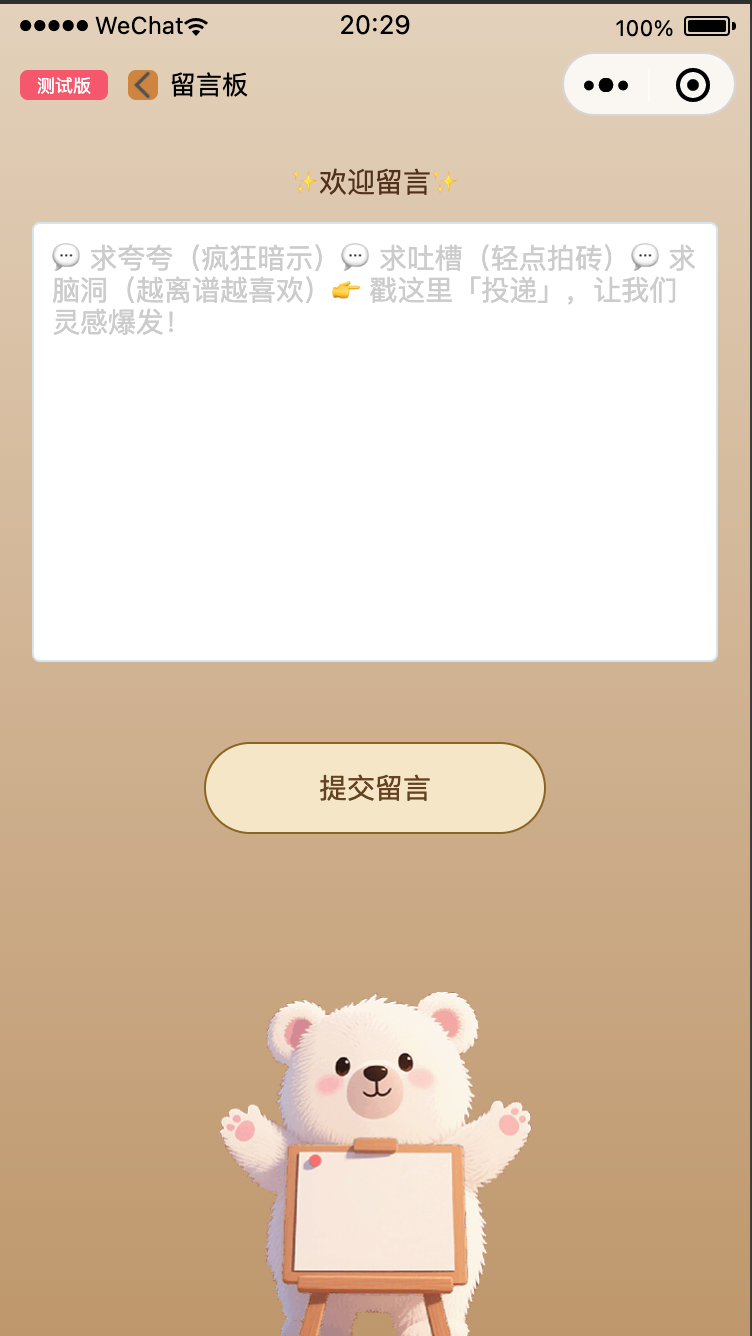 ●●●●● WeChat 20:29 100%
测试版 留言板
✨欢迎留言✨
💬 求夸夸（疯狂暗示）💬 求吐槽（轻点拍砖）💬 求
脑洞（越离谱越喜欢）👉 戳这里「投递」，让我们
灵感爆发！
提交留言